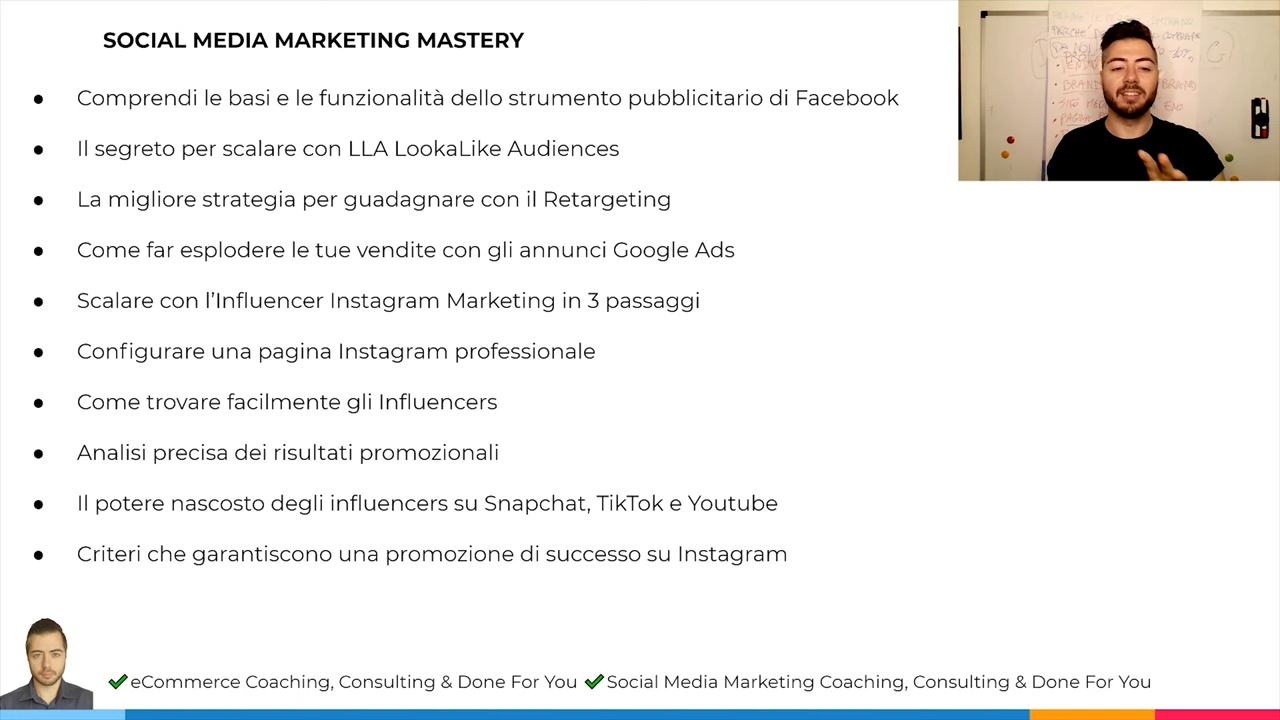 SOCIAL MEDIA MARKETING MASTERY
● Comprendi le basi e le funzionalità dello strumento pubblicitario di Facebook
● Il segreto per scalare con LLA LookaLike Audiences
● La migliore strategia per guadagnare con il Retargeting
● Come far esplodere le tue vendite con gli annunci Google Ads
● Scalare con l’Influencer Instagram Marketing in 3 passaggi
● Configurare una pagina Instagram professionale
● Come trovare facilmente gli Influencers
● Analisi precisa dei risultati promozionali
● Il potere nascosto degli influencers su Snapchat, TikTok e Youtube
● Criteri che garantiscono una promozione di successo su Instagram
✔eCommerce Coaching, Consulting & Done For You ✔Social Media Marketing Coaching, Consulting & Done For You